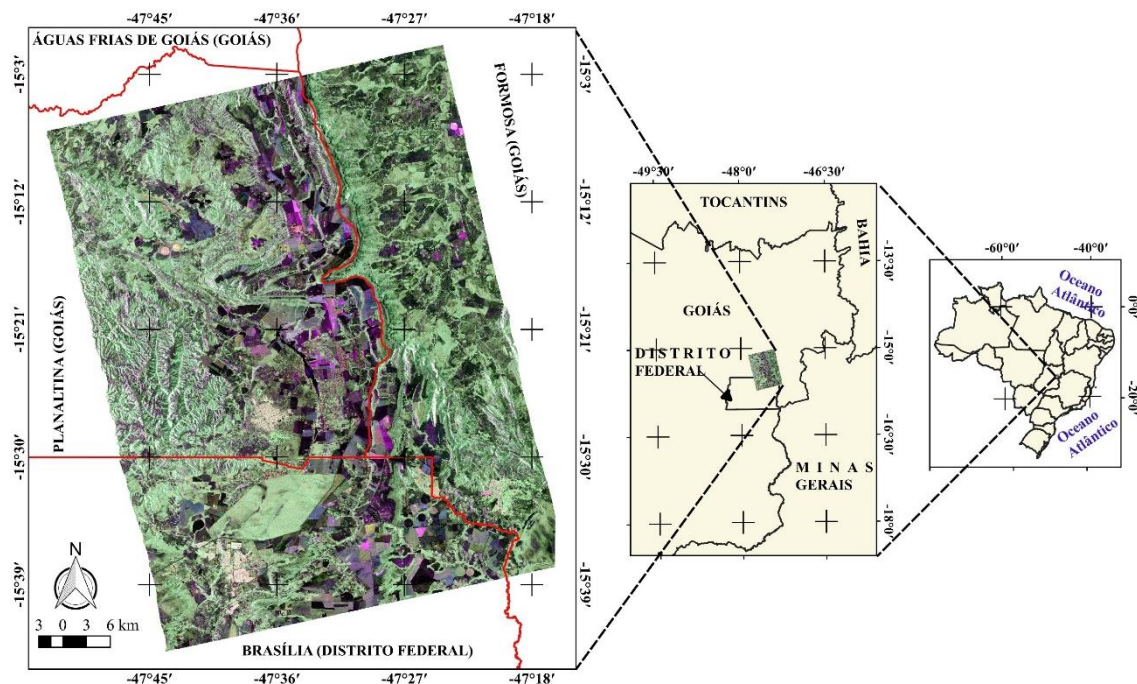 -47°45′ -47°36′ -47°27′ -47°18′
ÁGUAS FRIAS DE GOIÁS (GOIÁS)
FORMOSA (GOIÁS)
PLANALTINA (GOIÁS)
BRASÍLIA (DISTRITO FEDERAL)
-15°3′
-15°12′
-15°21′
-15°30′
-15°39′
-15°3′
-15°12′
-15°21′
-15°30′
-15°39′
N
3 0 3 6 km
-47°45′ -47°36′ -47°27′ -47°18′
-49°30′ -48°0′ -46°30′
TOCANTINS
BAHIA
GOIÁS
DISTRITO
FEDERAL
MINAS
GERAIS
-13°30′
-15°0′
-16°30′
-18°0′
-60°0′ -40°0′
Oceano
Atlântico
Oceano
Atlântico
0°0′
-20°0′